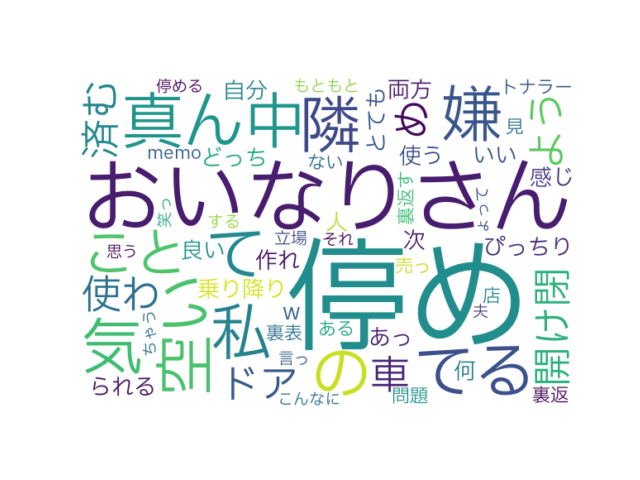 停める
自分
もともと
両方
トナラー
済む
真ん中
隣
とても
め
嫌
よう
見
memo
どっち
ない
使う
いい
感じ
おいなりさん
笑っ
する
人
裏返す
よって
こと
て
良い
立場
それ
次
ぴっちり
思う
作れ
売っ
気
空い
使わ
乗り降り
停め
店
開け閉
ちゃう
私
w
裏表
ある
あっ
夫
られる
ドア
言っ
の
車
てる
何
こんなに
問題
裏返